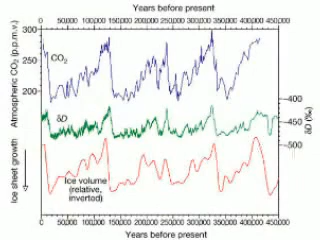 Years before present
0 50000 100000 150000 200000 250000 300000 350000 400000 450000
Atmospheric CO₂ (p.p.m.v.)
300
250
200
CO₂
δD
-400
-450
-500
δD (‰)
Ice sheet growth
Ice volume
(relative,
inverted)
0 50000 100000 150000 200000 250000 300000 350000 400000 450000
Years before present